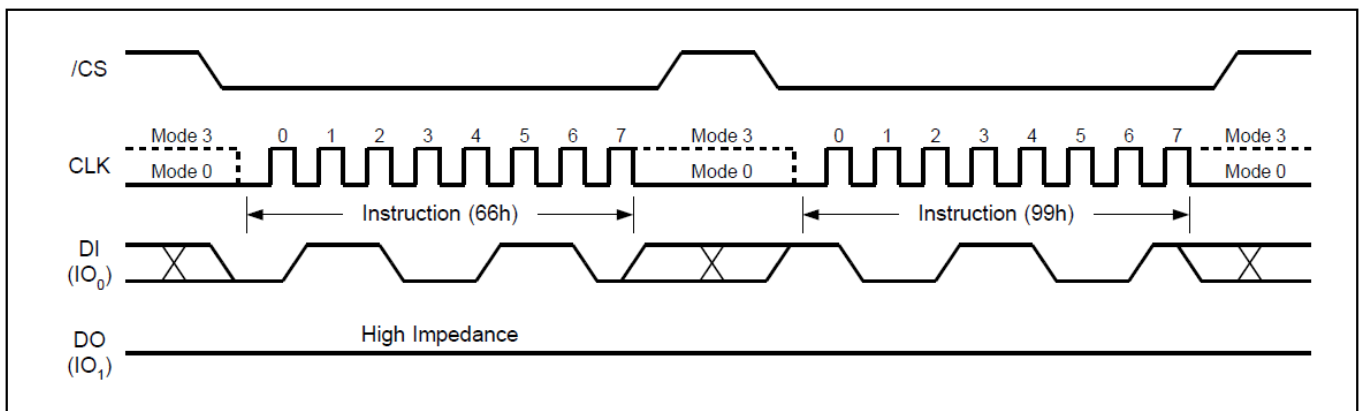 /CS
Mode 3 0 1 2 3 4 5 6 7 Mode 3 0 1 2 3 4 5 6 7 Mode 3
CLK Mode 0 Mode 0 Mode 0
Instruction (66h) Instruction (99h)
DI
(IO₀)
High Impedance
DO
(IO₁)